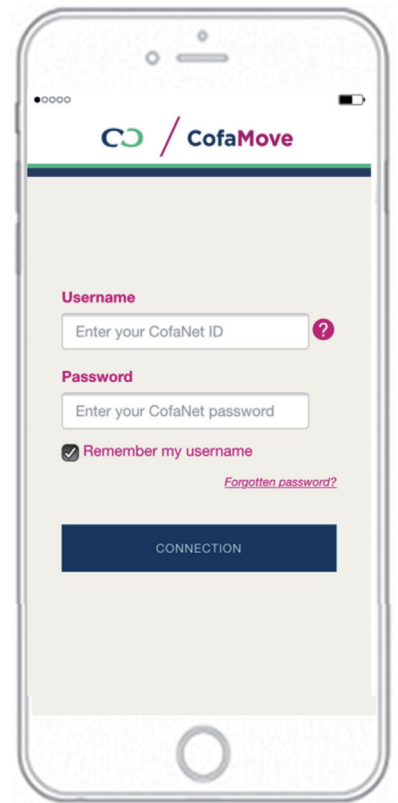 CofaMove
Username
Enter your CofaNet ID
?
Password
Enter your CofaNet password
Remember my username
Forgotten password?
CONNECTION